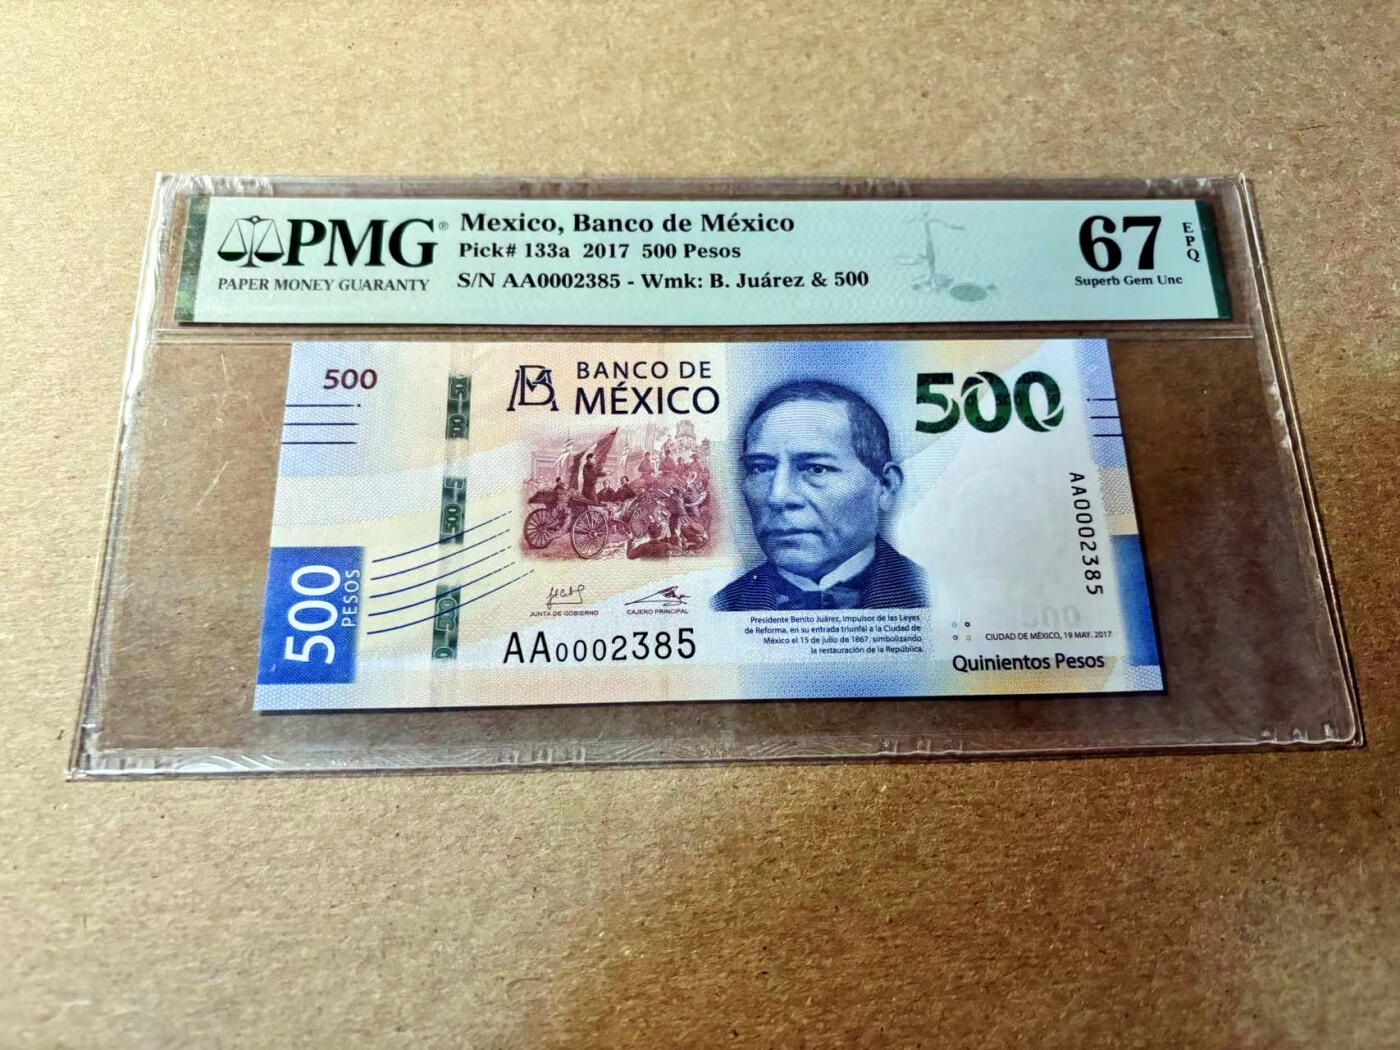 PMG®
PAPER MONEY GUARANTY
Mexico, Banco de México
Pick# 133a 2017 500 Pesos
S/N AA0002385 - Wmk: B. Juárez & 500
67
EPQ
Superb Gem Unc
500
BM
BANCO DE
MÉXICO
500
AA0002385
500
PESOS
JUNTA DE GOBIERNO
CAJERO PRINCIPAL
AA0002385
Presidente Benito Juárez, impulsor de las Leyes
de Reforma, en su entrada triunfal a la Ciudad de
México el 15 de julio de 1867, simbolizando
la restauración de la República.
CIUDAD DE MÉXICO, 19 MAY. 2017
Quinientos Pesos